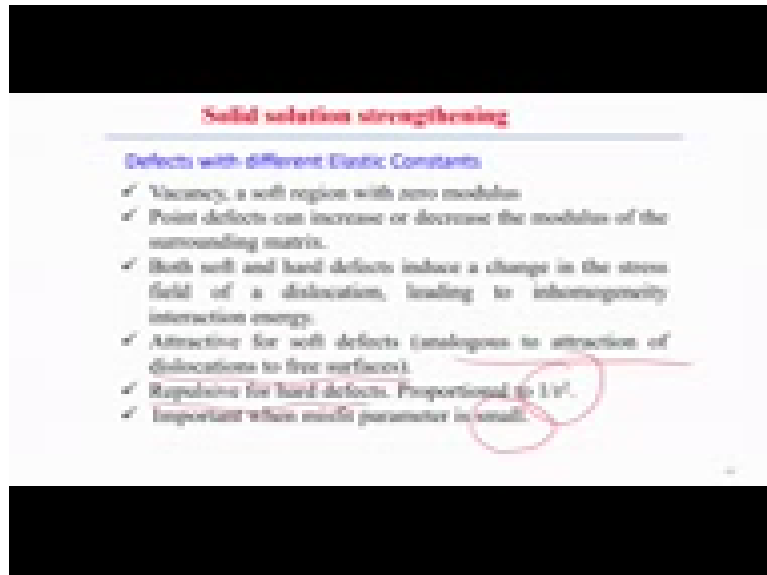 Solid solution strengthening
Defects with different Elastic Constants
✓ Vacancy, a soft region with zero modulus
✓ Point defects can increase or decrease the modulus of the
surrounding matrix.
✓ Both soft and hard defects induce a change in the stress
field of a dislocation, leading to inhomogeneity
interaction energy.
✓ Attractive for soft defects (analogous to attraction of
dislocations to free surfaces).
✓ Repulsive for hard defects. Proportional to 1/r².
✓ Important when misfit parameter is small.